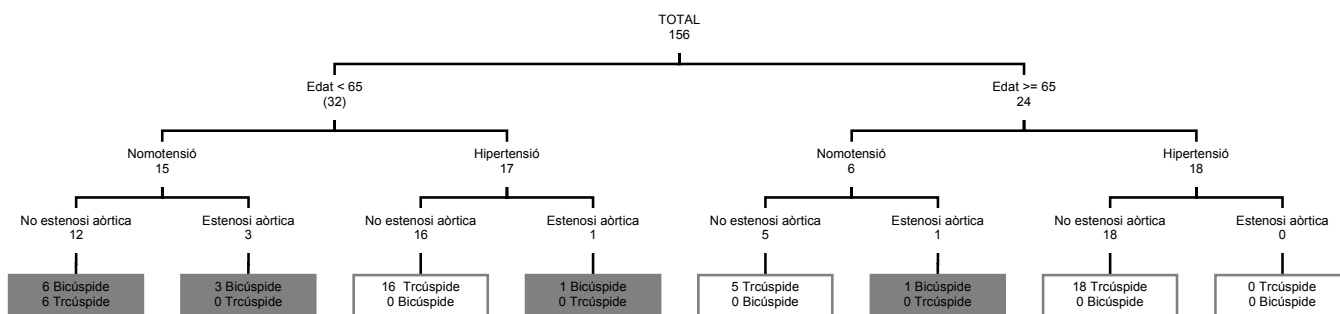 TOTAL
156
Edat < 65
(32)
Edat >= 65
24
Nomotensió
15
Hipertensió
17
Nomotensió
6
Hipertensió
18
No estenosi aòrtica
12
Estenosi aòrtica
3
No estenosi aòrtica
16
Estenosi aòrtica
1
No estenosi aòrtica
5
Estenosi aòrtica
1
No estenosi aòrtica
18
Estenosi aòrtica
0
6 Bicúspide
6 Trcúspide
3 Bicúspide
0 Trcúspide
16 Trcúspide
0 Bicúspide
1 Bicúspide
0 Trcúspide
5 Trcúspide
0 Bicúspide
1 Bicúspide
0 Trcúspide
18 Trcúspide
0 Bicúspide
0 Trcúspide
0 Bicúspide